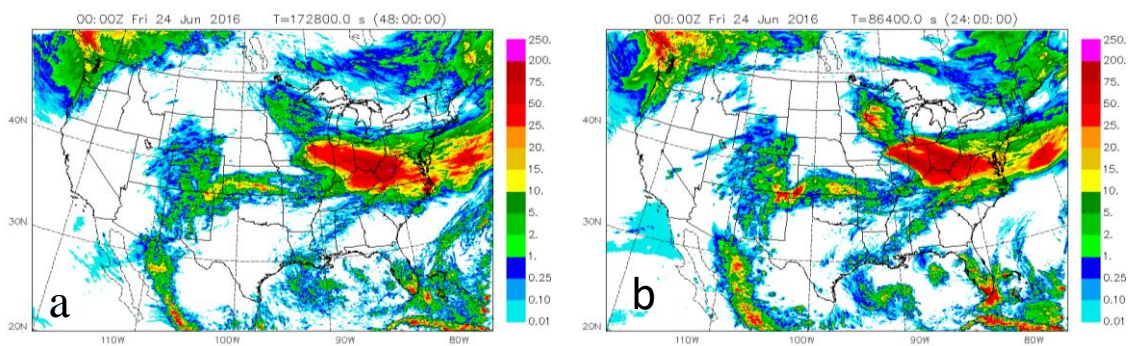 00:00Z Fri 24 Jun 2016 T=172800.0 s (48:00:00)
250.
200.
75.
50.
25.
20.
15.
10.
5.
2.
1.
0.25
0.10
0.01
40N
30N
20N
110W
100W
90W
80W
a
00:00Z Fri 24 Jun 2016 T=86400.0 s (24:00:00)
250.
200.
75.
50.
25.
20.
15.
10.
5.
2.
1.
0.25
0.10
0.01
40N
30N
20N
110W
100W
90W
80W
b